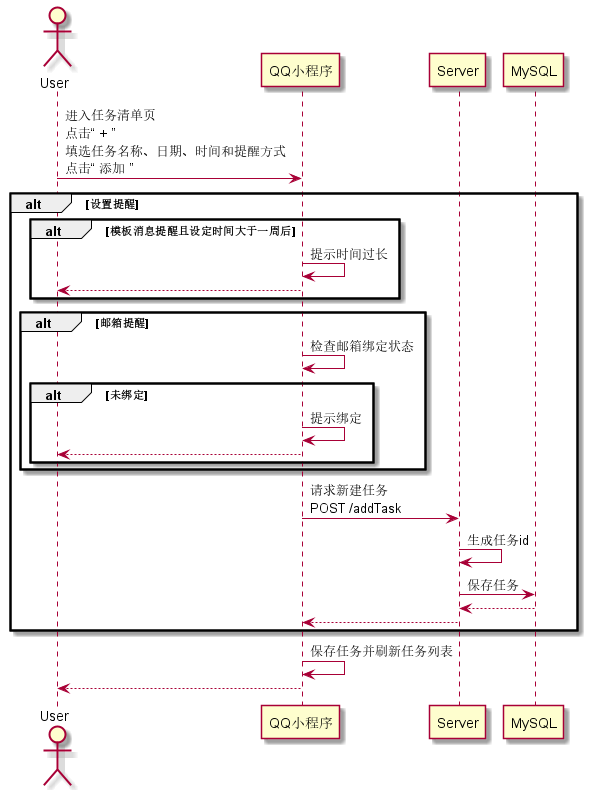 User
QQ小程序
Server
MySQL
进入任务清单页
点击“ + ”
填选任务名称、日期、时间和提醒方式
点击“ 添加 ”
alt [设置提醒]
alt [模板消息提醒且设定时间大于一周后]
提示时间过长
alt [邮箱提醒]
检查邮箱绑定状态
alt [未绑定]
提示绑定
请求新建任务
POST /addTask
生成任务id
保存任务
保存任务并刷新任务列表
User
QQ小程序
Server
MySQL